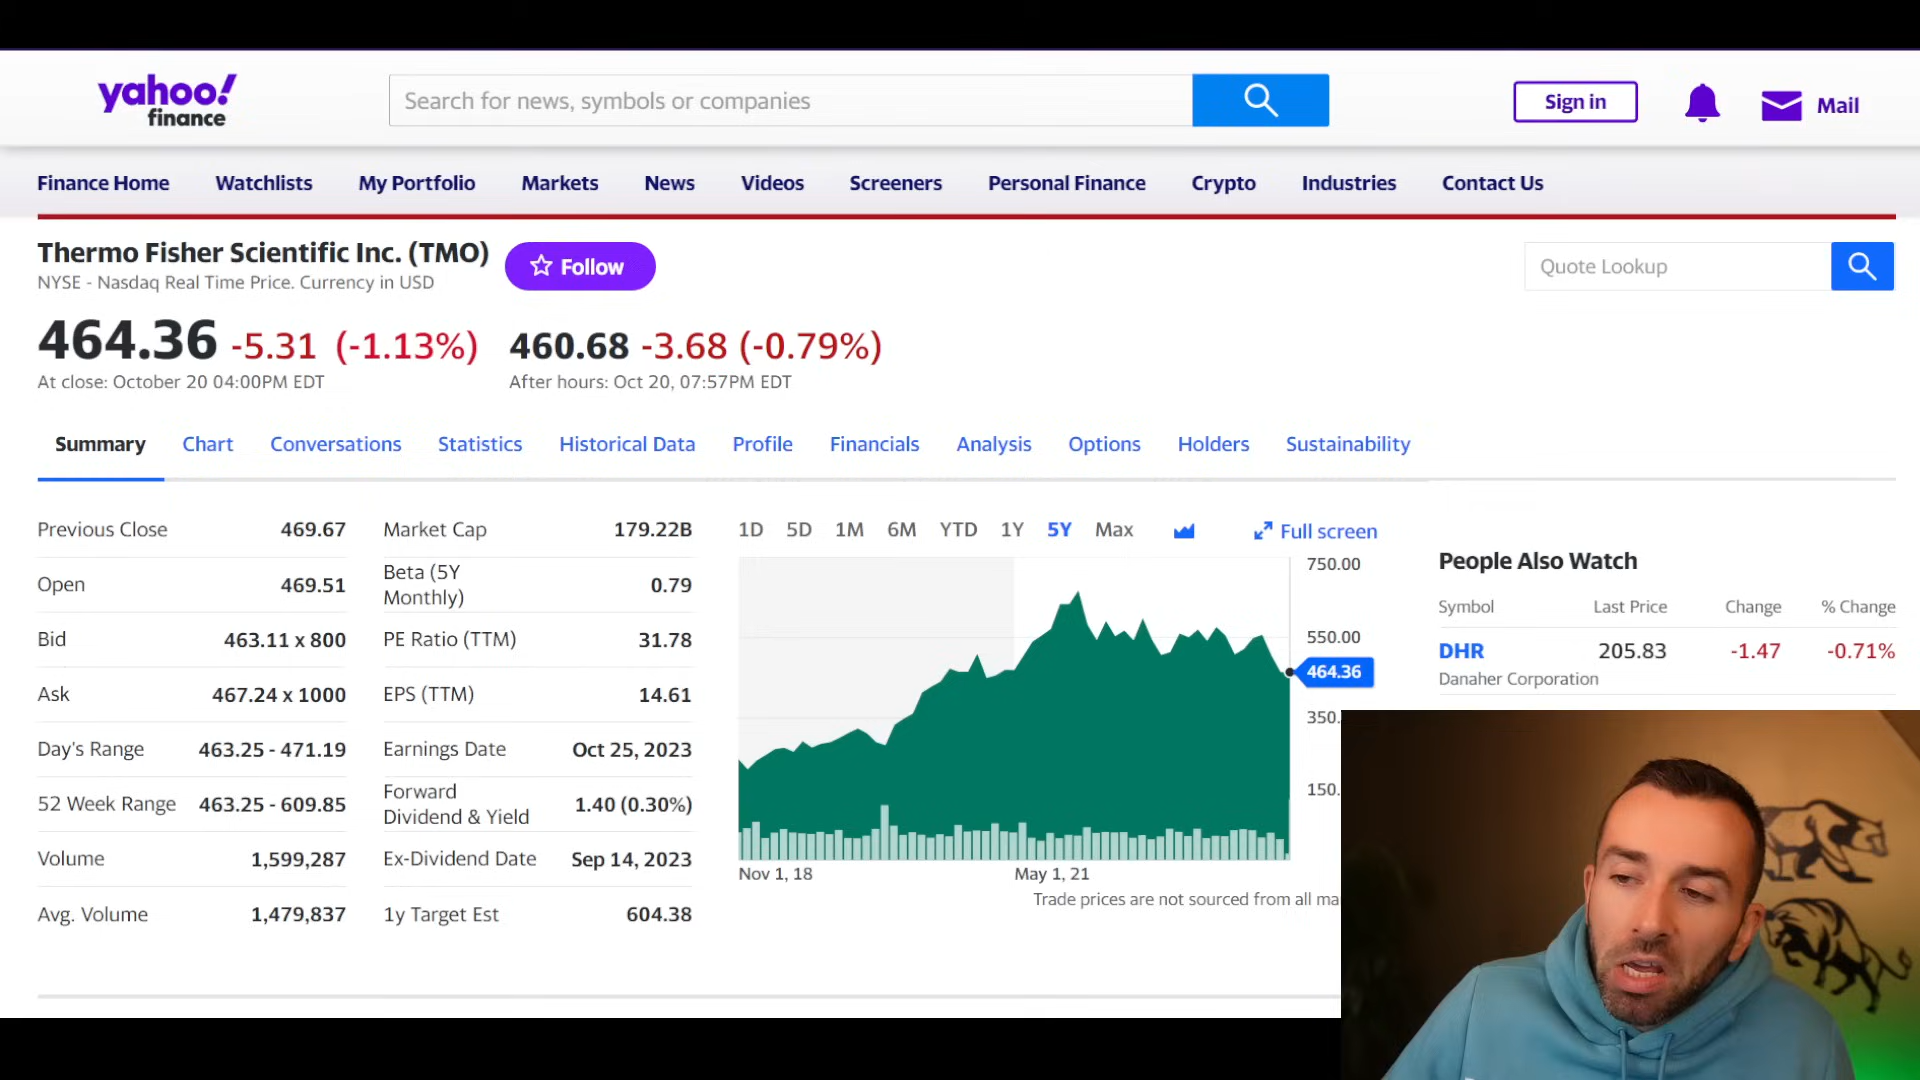 yahoo!
finance
Search for news, symbols or companies
Sign in
Mail
Finance Home Watchlists My Portfolio Markets News Videos Screeners Personal Finance Crypto Industries Contact Us
Thermo Fisher Scientific Inc. (TMO)
Follow
NYSE - Nasdaq Real Time Price. Currency in USD
Quote Lookup
464.36 -5.31 (-1.13%) 460.68 -3.68 (-0.79%)
At close: October 20 04:00PM EDT After hours: Oct 20, 07:57PM EDT
Summary Chart Conversations Statistics Historical Data Profile Financials Analysis Options Holders Sustainability
Previous Close 469.67
Open 469.51
Bid 463.11 x 800
Ask 467.24 x 1000
Day's Range 463.25 - 471.19
52 Week Range 463.25 - 609.85
Volume 1,599,287
Avg. Volume 1,479,837
Market Cap 179.22B
Beta (5Y
Monthly) 0.79
PE Ratio (TTM) 31.78
EPS (TTM) 14.61
Earnings Date Oct 25, 2023
Forward
Dividend & Yield 1.40 (0.30%)
Ex-Dividend Date Sep 14, 2023
1y Target Est 604.38
1D 5D 1M 6M YTD 1Y 5Y Max Full screen
750.00
550.00
464.36
350.
150.
Nov 1, 18 May 1, 21
Trade prices are not sourced from all ma
People Also Watch
Symbol Last Price Change % Change
DHR 205.83 -1.47 -0.71%
Danaher Corporation